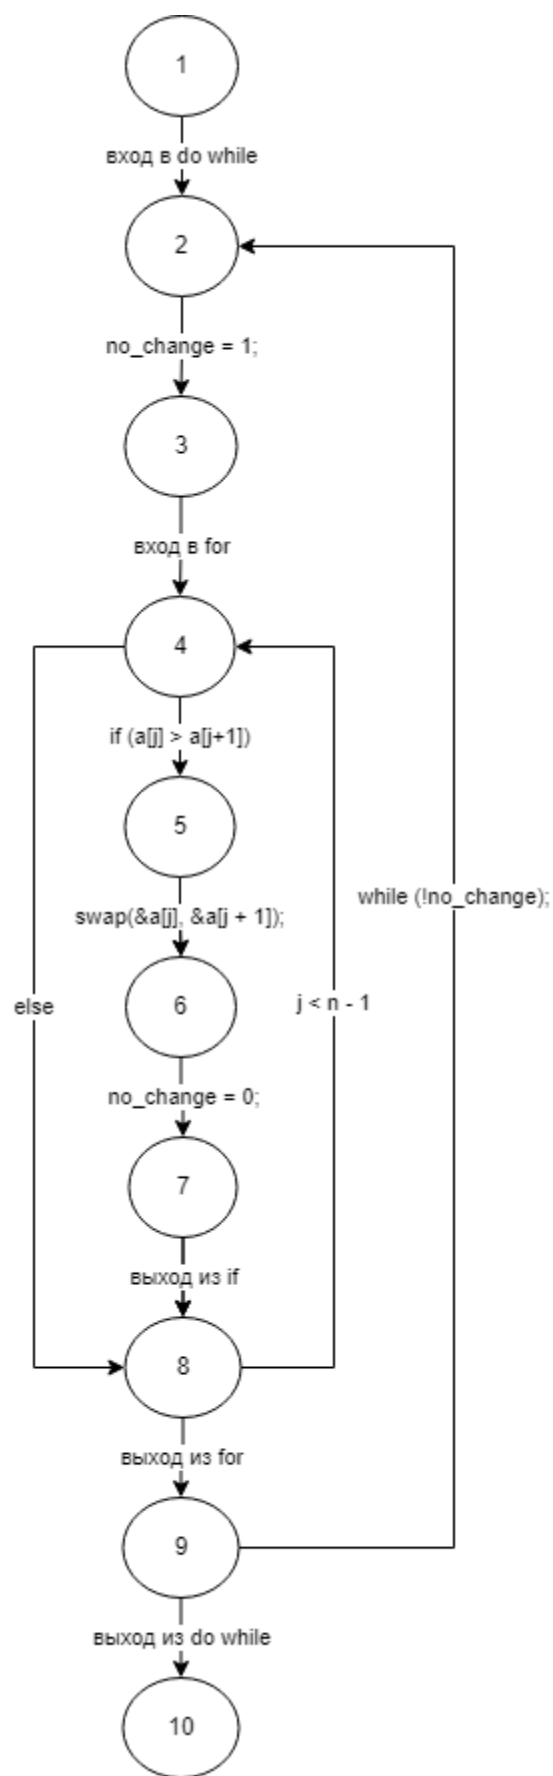 1
вход в do while
2
no_change = 1;
3
вход в for
4
if (a[j] > a[j+1])
5
while (!no_change);
swap(&a[j], &a[j + 1]);
6
else
j < n - 1
no_change = 0;
7
выход из if
8
выход из for
9
выход из do while
10